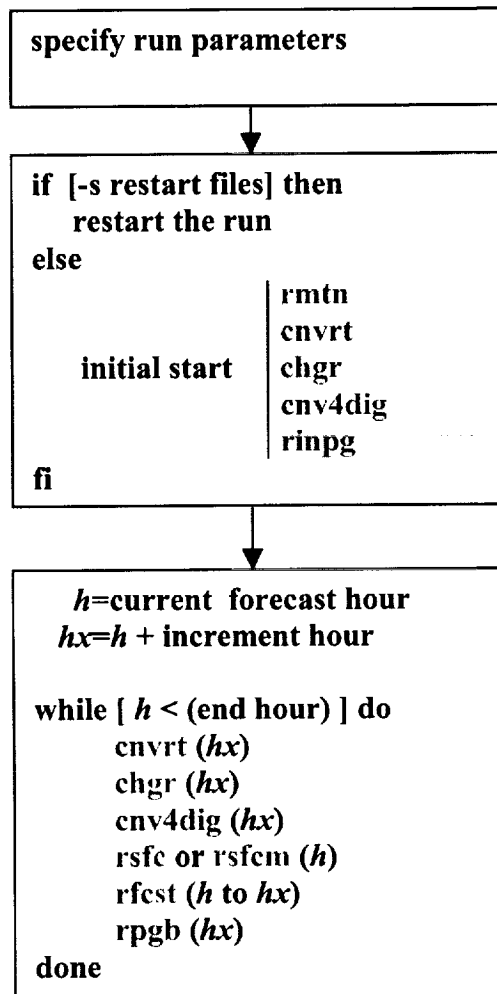 specify run parameters
if [-s restart files] then
restart the run
else
initial start
rmtn
cnvrt
chgr
cnv4dig
rinpg
fi
h=current forecast hour
hx=h + increment hour
while [ h < (end hour) ] do
cnvrt (hx)
chgr (hx)
cnv4dig (hx)
rsfc or rsfcm (h)
rfcst (h to hx)
rpgb (hx)
done